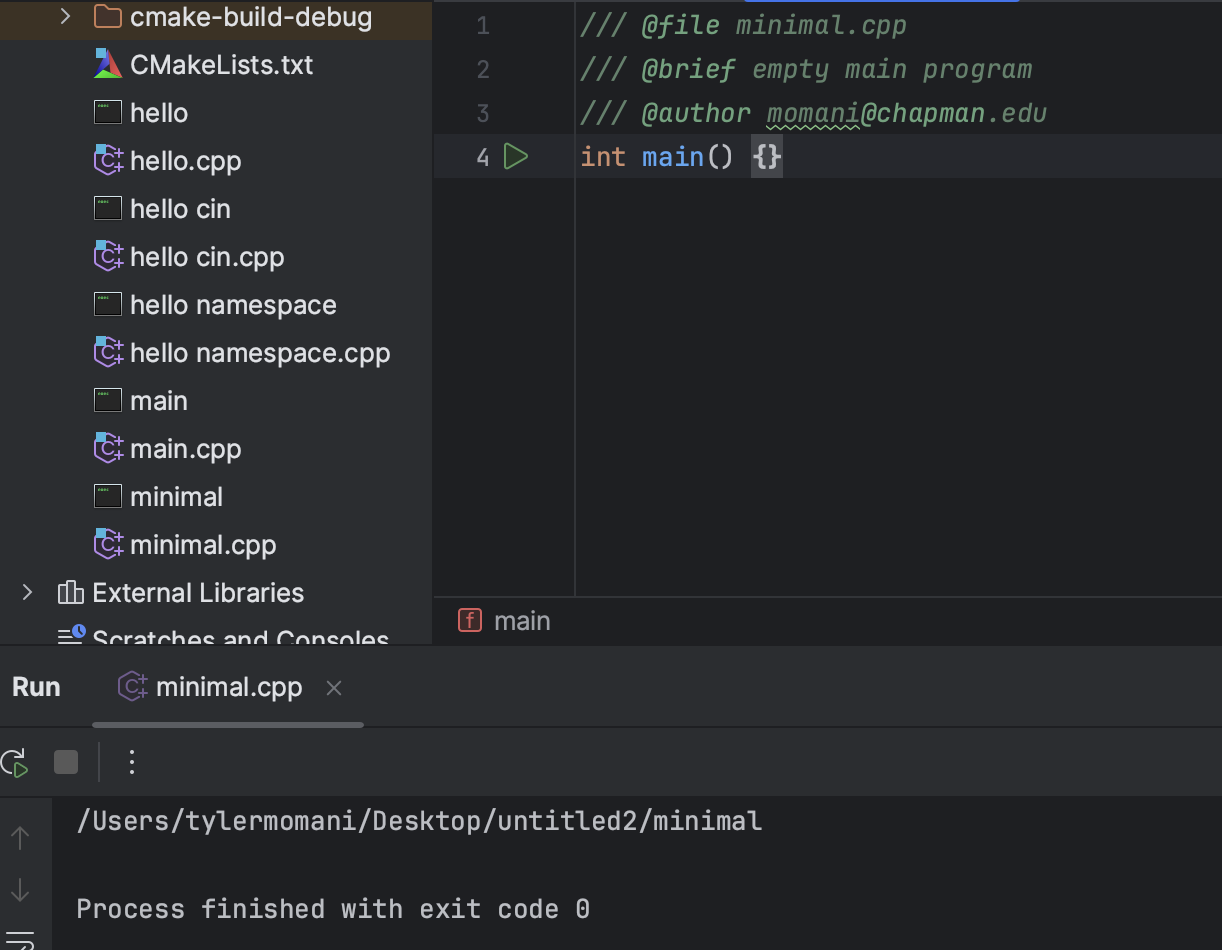 cmake-build-debug
CMakeLists.txt
hello
hello.cpp
hello cin
hello cin.cpp
hello namespace
hello namespace.cpp
main
main.cpp
minimal
minimal.cpp
External Libraries
Scratches and Consoles
1 /// @file minimal.cpp
2 /// @brief empty main program
3 /// @author momani@chapman.edu
4 int main() {}
f main
Run minimal.cpp
/Users/tylermomani/Desktop/untitled2/minimal
Process finished with exit code 0